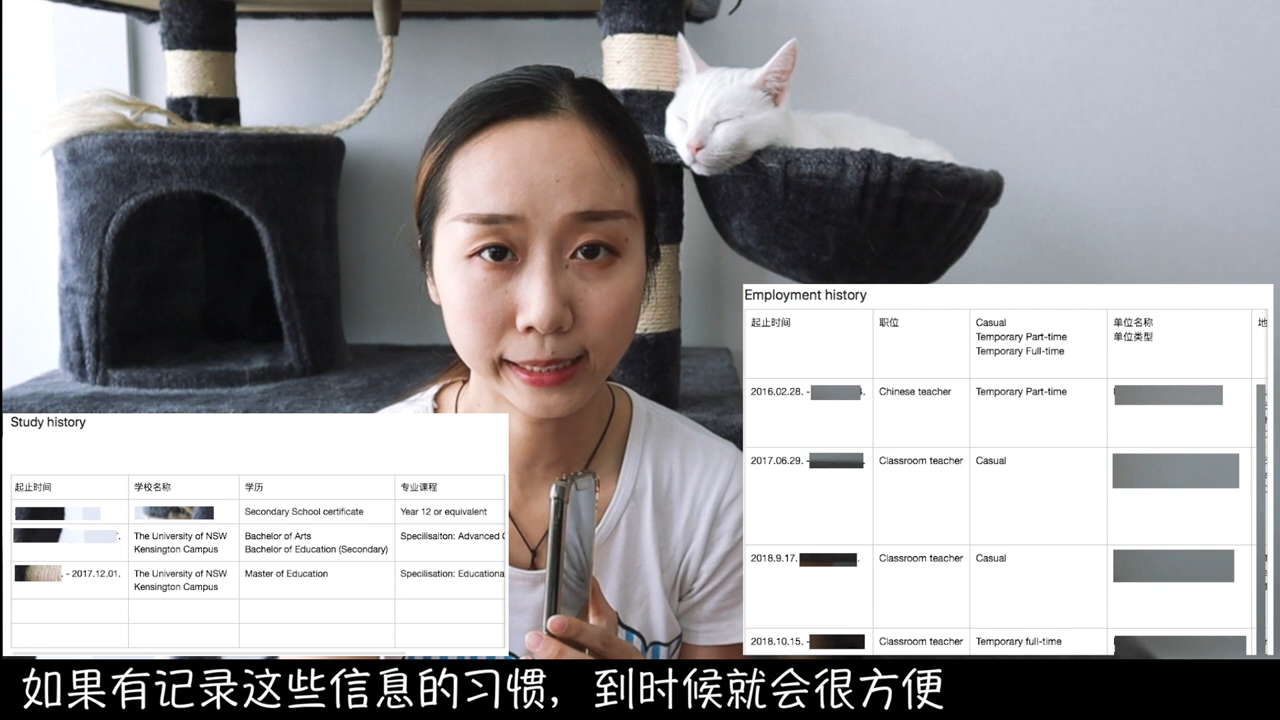 Study history
起止时间 学校名称 学历 专业课程
Secondary School certificate Year 12 or equivalent
The University of NSW Bachelor of Arts Specilisaiton: Advanced
Kensington Campus Bachelor of Education (Secondary)
- 2017.12.01. The University of NSW Master of Education Specilisation: Educationa
Kensington Campus
Employment history
起止时间 职位 Casual 单位名称 地
Temporary Part-time 单位类型
Temporary Full-time
2016.02.28. - Chinese teacher Temporary Part-time
2017.06.29. - Classroom teacher Casual
2018.9.17. Classroom teacher Casual
2018.10.15. - Classroom teacher Temporary full-time
如果有记录这些信息的习惯，到时候就会很方便